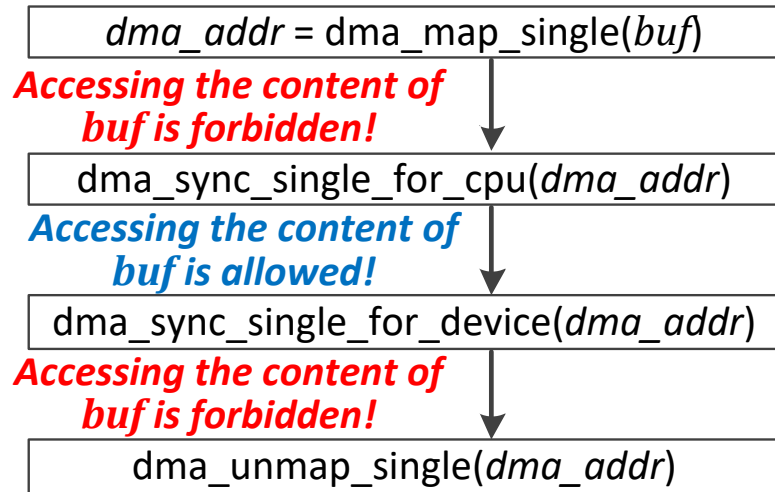 dma_addr = dma_map_single(buf)
Accessing the content of
buf is forbidden!
dma_sync_single_for_cpu(dma_addr)
Accessing the content of
buf is allowed!
dma_sync_single_for_device(dma_addr)
Accessing the content of
buf is forbidden!
dma_unmap_single(dma_addr)